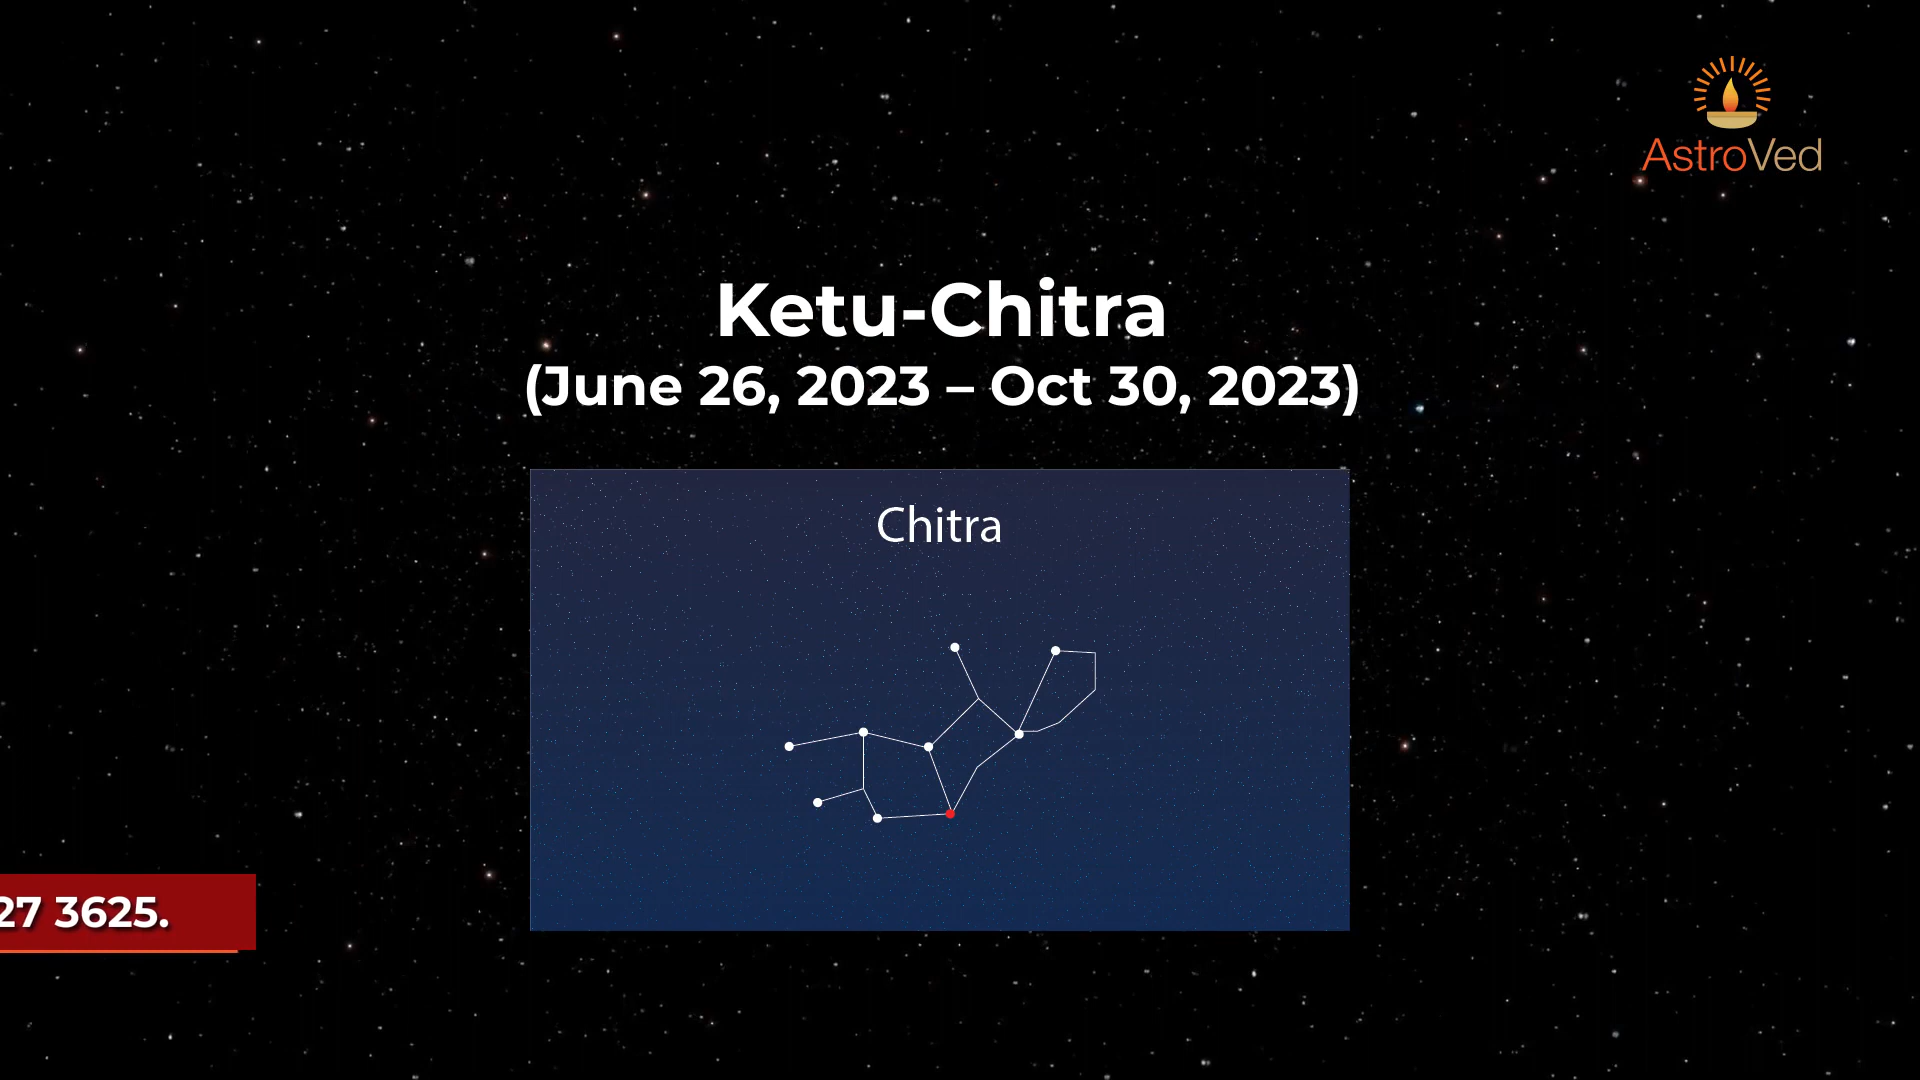 AstroVed
Ketu-Chitra
(June 26, 2023 – Oct 30, 2023)
Chitra
27 3625.